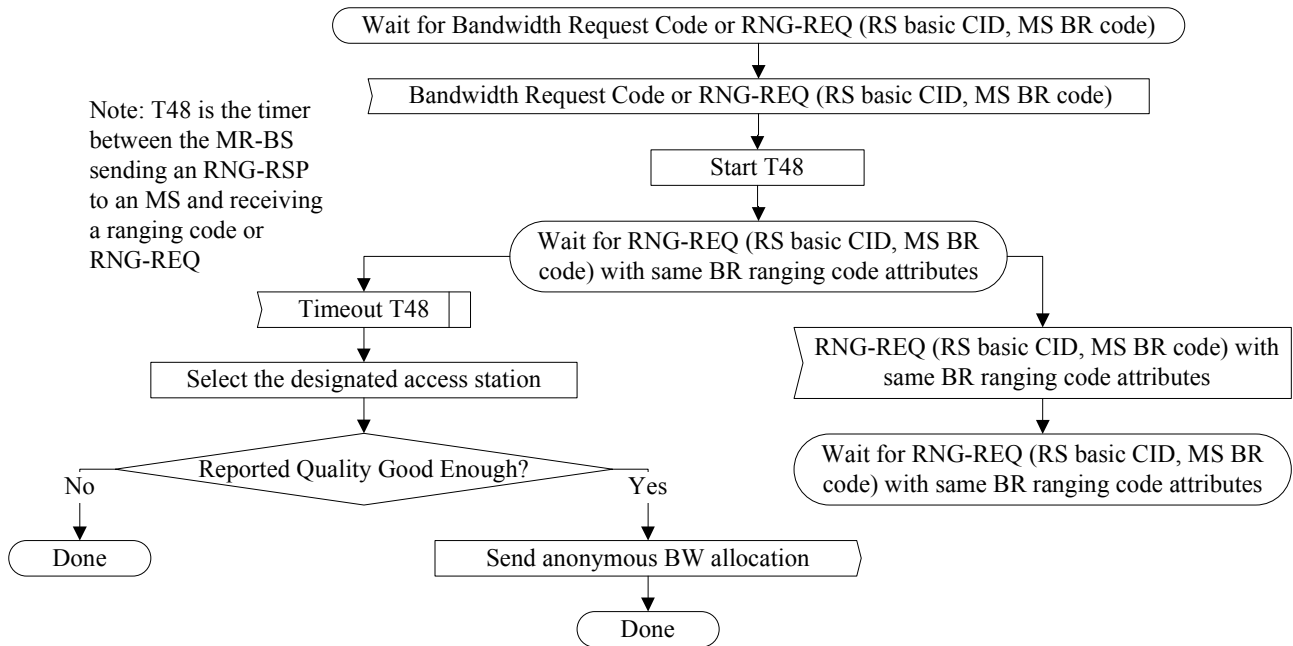 Wait for Bandwidth Request Code or RNG-REQ (RS basic CID, MS BR code)
Bandwidth Request Code or RNG-REQ (RS basic CID, MS BR code)
Note: T48 is the timer
between the MR-BS
sending an RNG-RSP
to an MS and receiving
a ranging code or
RNG-REQ
Start T48
Wait for RNG-REQ (RS basic CID, MS BR
code) with same BR ranging code attributes
Timeout T48
Select the designated access station
Reported Quality Good Enough?
No
Yes
Done
Send anonymous BW allocation
Done
RNG-REQ (RS basic CID, MS BR code) with
same BR ranging code attributes
Wait for RNG-REQ (RS basic CID, MS BR
code) with same BR ranging code attributes